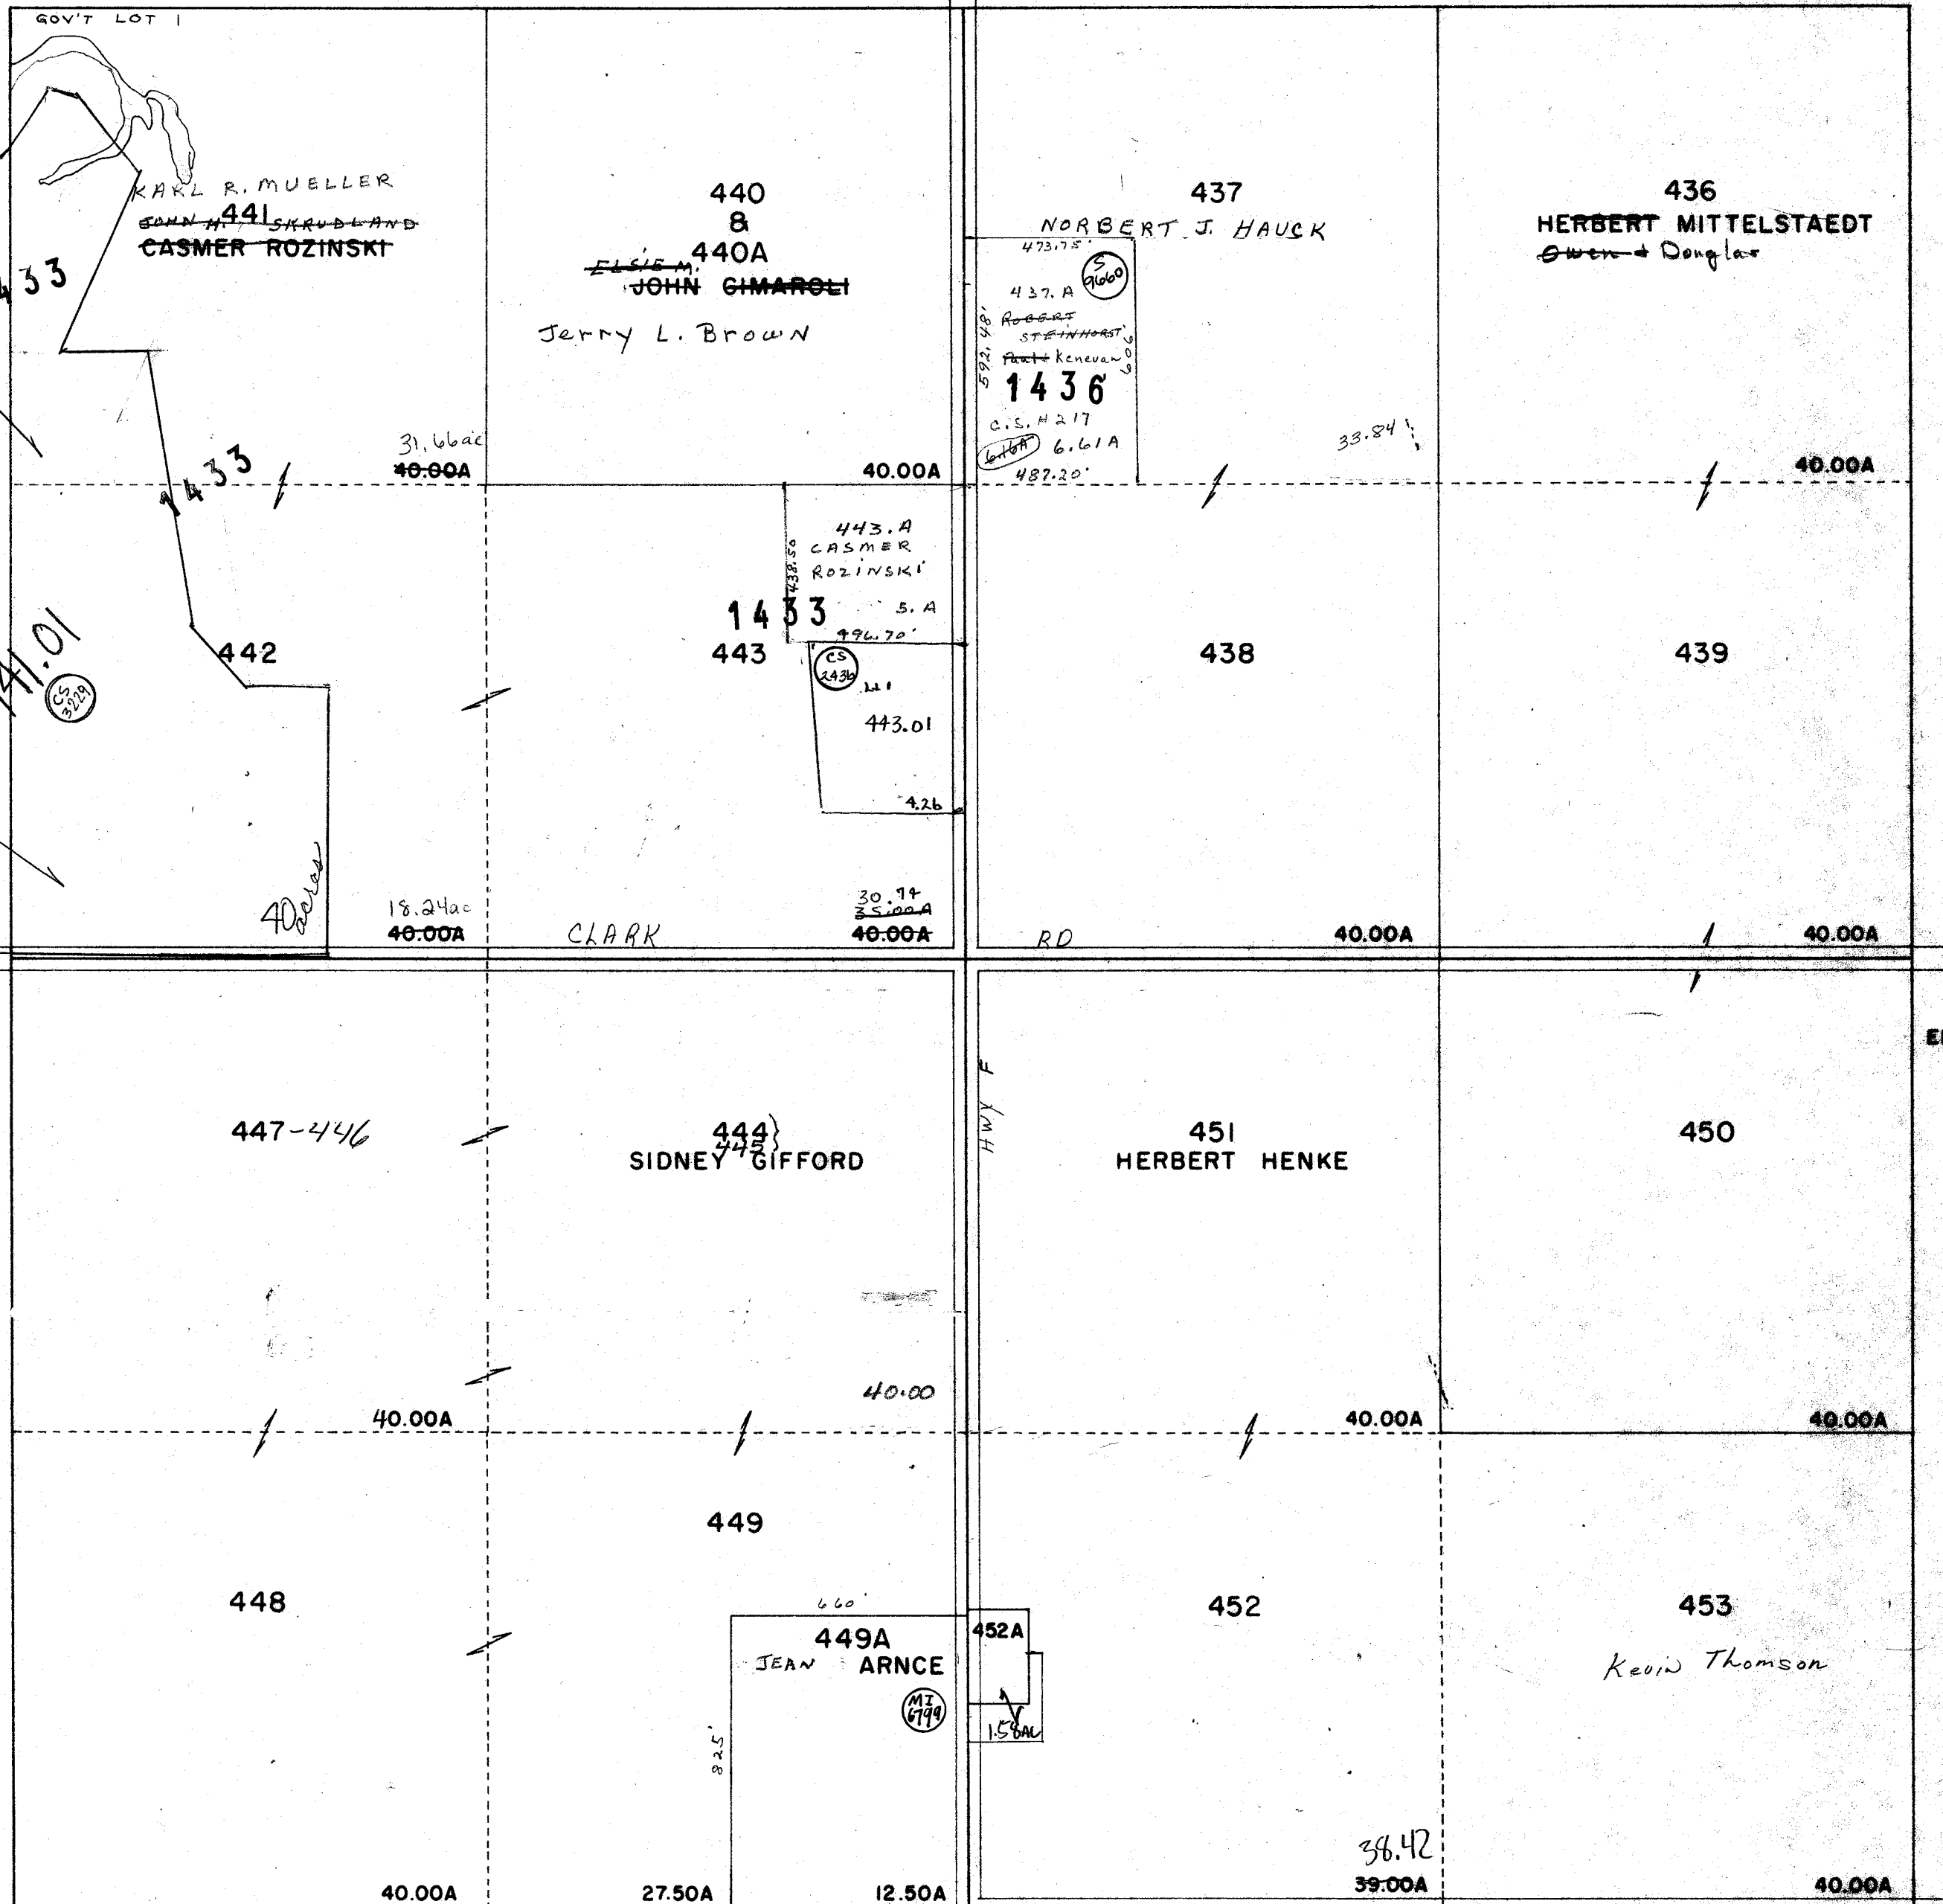 GOV'T LOT 1
KARL R. MUELLER
441
JOHN H. SKRUDLAND
CASMER ROZINSKI
433
1433
31.66ac
40.00A
440
&
440A
ELSIE M.
JOHN GIMAROLI
Jerry L. Brown
40.00A
437
NORBERT J. HAUCK
473.75'
S
9660
437.A
592.48'
ROBERT
STEINHORST
Kenevan
606
1436
C.S. #217
6.61A
487.20'
33.84
436
HERBERT MITTELSTAEDT
Owen & Douglas
40.00A
41.01
CS
3229
442
40 acres
18.24ac
40.00A
443.A
CASMER
ROZINSKI
438.50
5. A
1433
496.70'
443
CS
2436
L1
443.01
4.26
30.74
35.00A
40.00A
CLARK
RD
438
40.00A
439
40.00A
447-446
40.00A
444
445
SIDNEY GIFFORD
40.00
HWY F
451
HERBERT HENKE
40.00A
450
40.00A
448
40.00A
449
660'
449A
JEAN ARNCE
MI
6799
825'
27.50A
12.50A
452A
1.58AC
452
38.42
39.00A
453
Kevin Thomson
40.00A